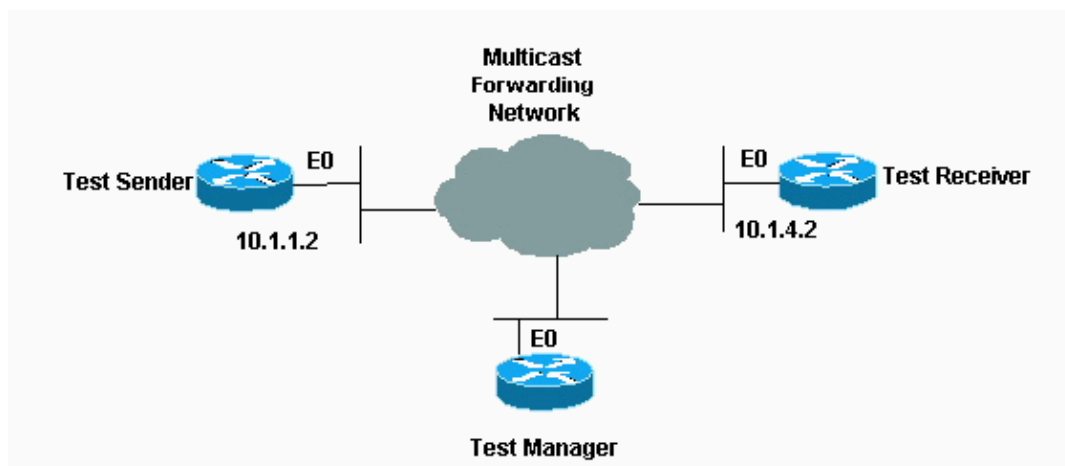 Multicast
Forwarding
Network
E0
Test Sender
10.1.1.2
E0
Test Receiver
10.1.4.2
E0
Test Manager